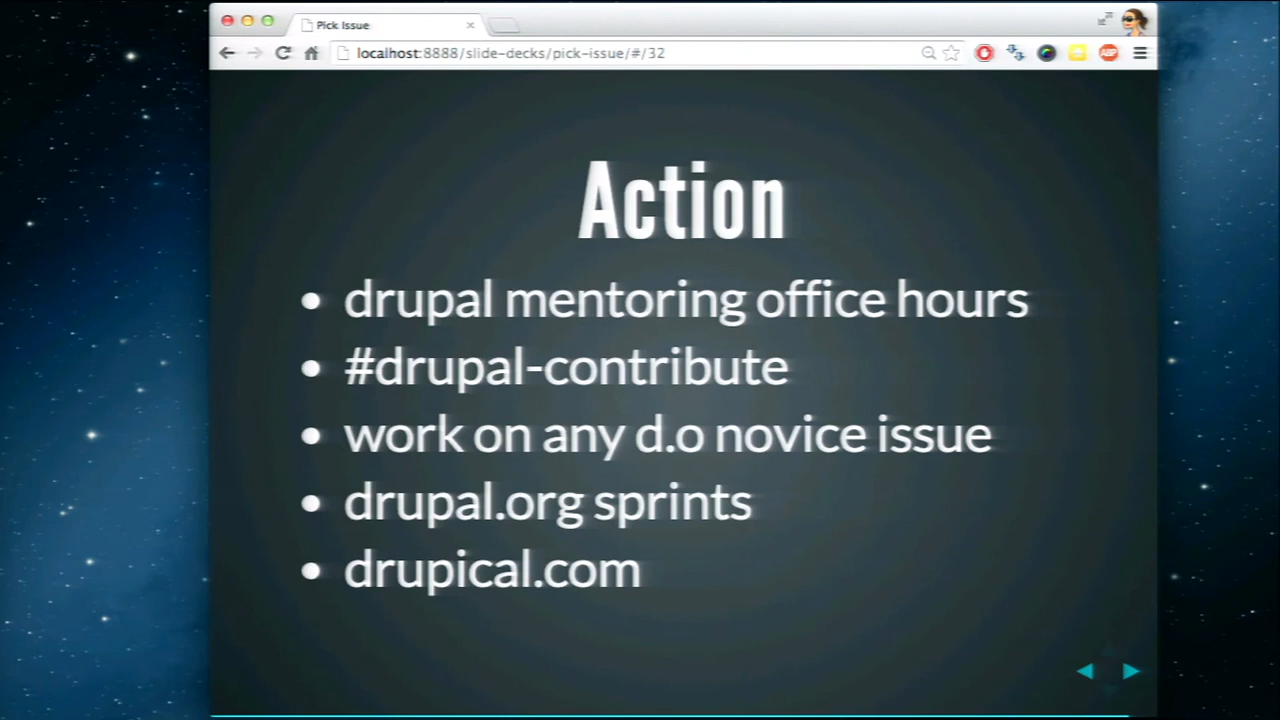 Pick Issue
localhost:8888/slide-decks/pick-issue/#/32
ABP
Action
drupal mentoring office hours
#drupal-contribute
work on any d.o novice issue
drupal.org sprints
drupical.com